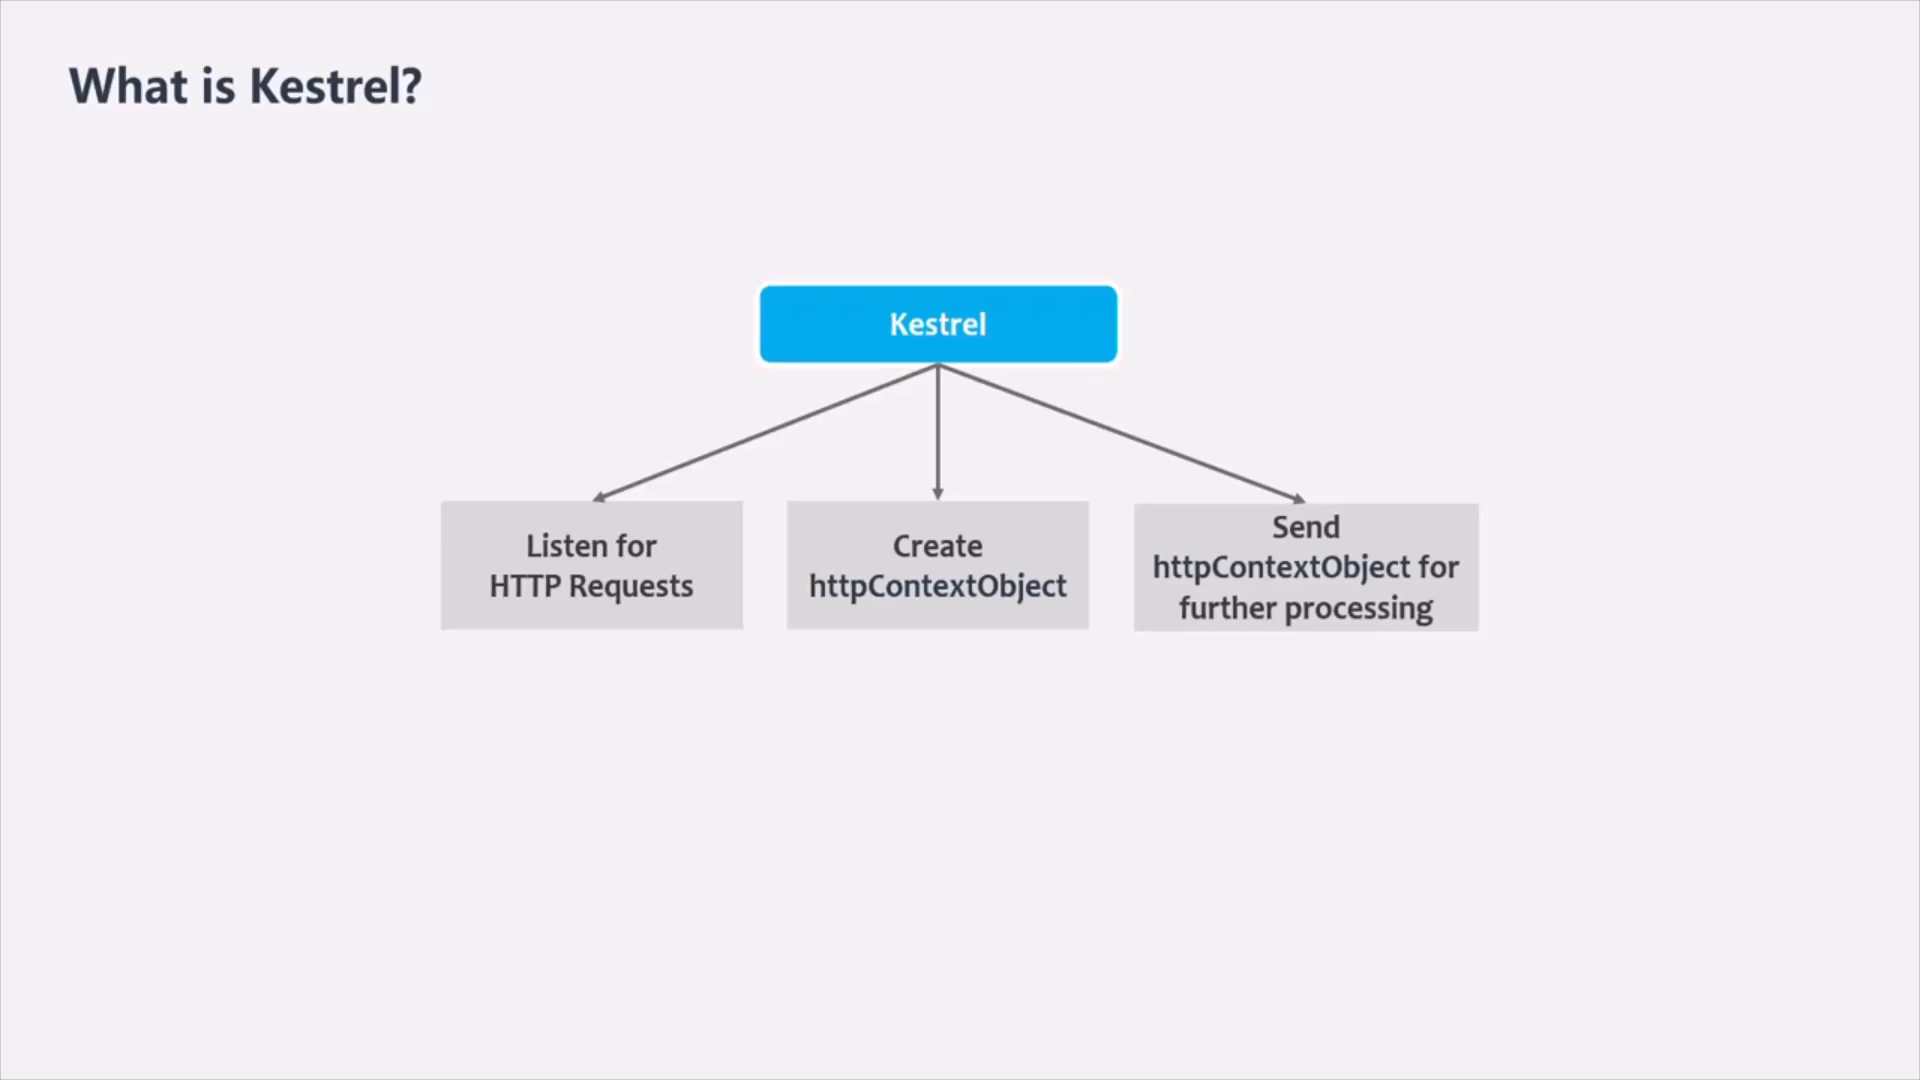 What is Kestrel?
Kestrel
Listen for
HTTP Requests
Create
httpContextObject
Send
httpContextObject for
further processing